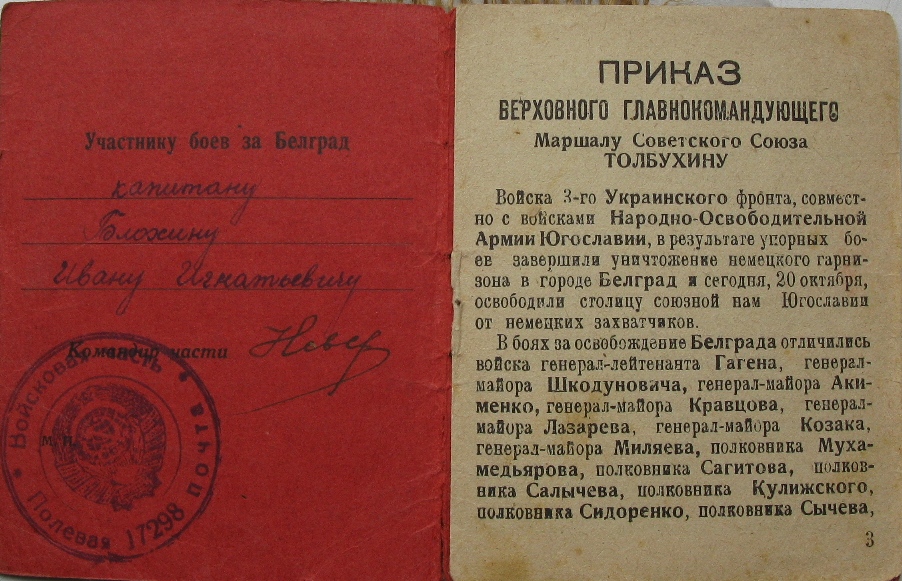 Участнику боев за Белград
капитану
Блохину
Ивану Игнатьевичу
Командир части
М. П.
Войсковая часть * Полевая почта 17298 *
ПРИКАЗ
ВЕРХОВНОГО ГЛАВНОКОМАНДУЮЩЕГО
Маршалу Советского Союза
ТОЛБУХИНУ
Войска 3-го Украинского фронта, совмест-
но с войсками Народно-Освободительной
Армии Югославии, в результате упорных бо-
ев завершили уничтожение немецкого гарни-
зона в городе Белград и сегодня, 20 октября,
освободили столицу союзной нам Югославии
от немецких захватчиков.
В боях за освобождение Белграда отличились
войска генерал-лейтенанта Гагена, генерал-
майора Шкодуновича, генерал-майора Аки-
менко, генерал-майора Кравцова, генерал-
майора Лазарева, генерал-майора Козака,
генерал-майора Миляева, полковника Муха-
медьярова, полковника Сагитова, полков-
ника Салычева, полковника Кулижского,
полковника Сидоренко, полковника Сычева,
3